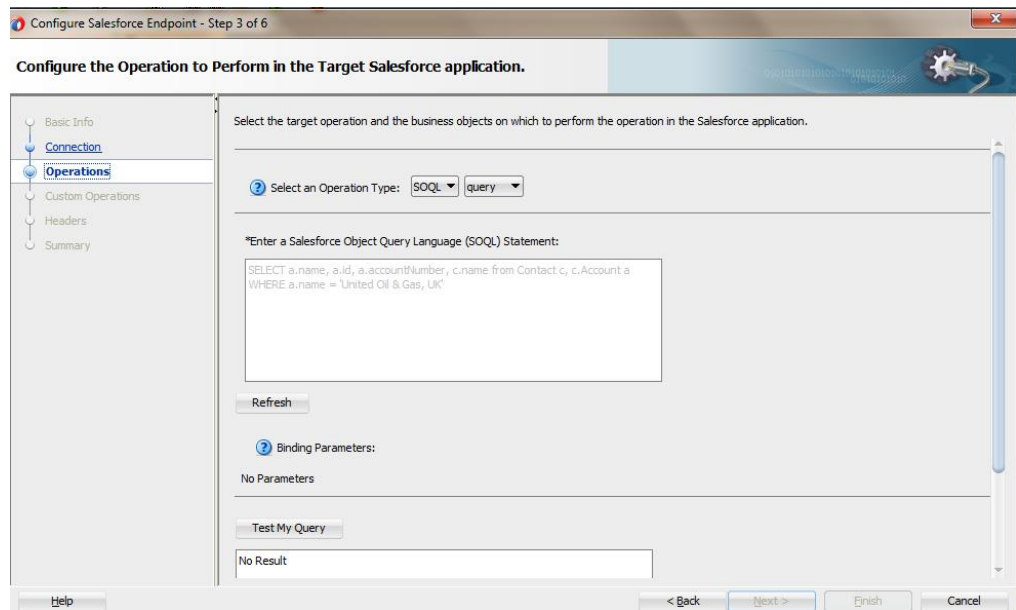 Configure Salesforce Endpoint - Step 3 of 6
Configure the Operation to Perform in the Target Salesforce application.
Basic Info
Connection
Operations
Custom Operations
Headers
Summary
Select the target operation and the business objects on which to perform the operation in the Salesforce application.
Select an Operation Type: SOQL query
*Enter a Salesforce Object Query Language (SOQL) Statement:
SELECT a.name, a.id, a.accountNumber, c.name from Contact c, c.Account a
WHERE a.name = 'United Oil & Gas, UK'
Refresh
Binding Parameters:
No Parameters
Test My Query
No Result
Help
< Back
Next >
Finish
Cancel